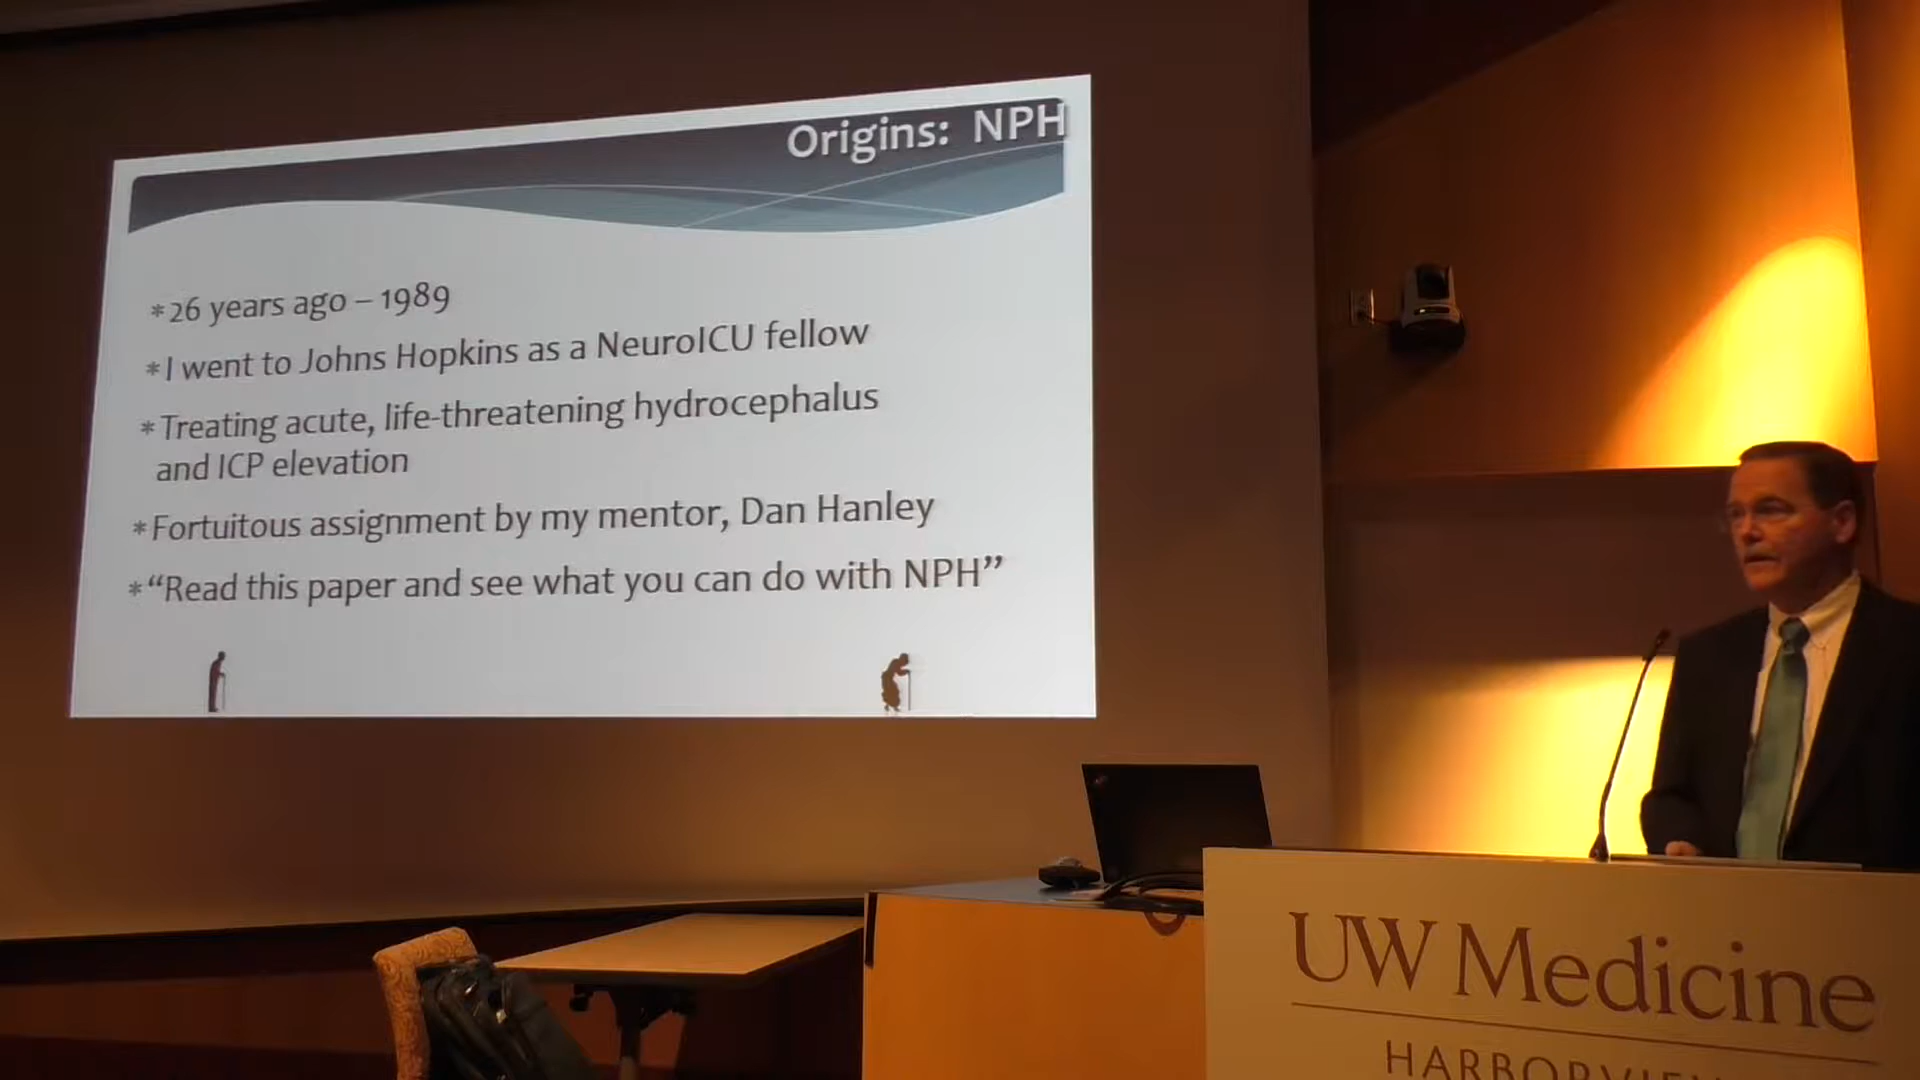 Origins: NPH
*26 years ago – 1989
*I went to Johns Hopkins as a NeuroICU fellow
*Treating acute, life-threatening hydrocephalus
and ICP elevation
*Fortuitous assignment by my mentor, Dan Hanley
*“Read this paper and see what you can do with NPH”
UW Medicine